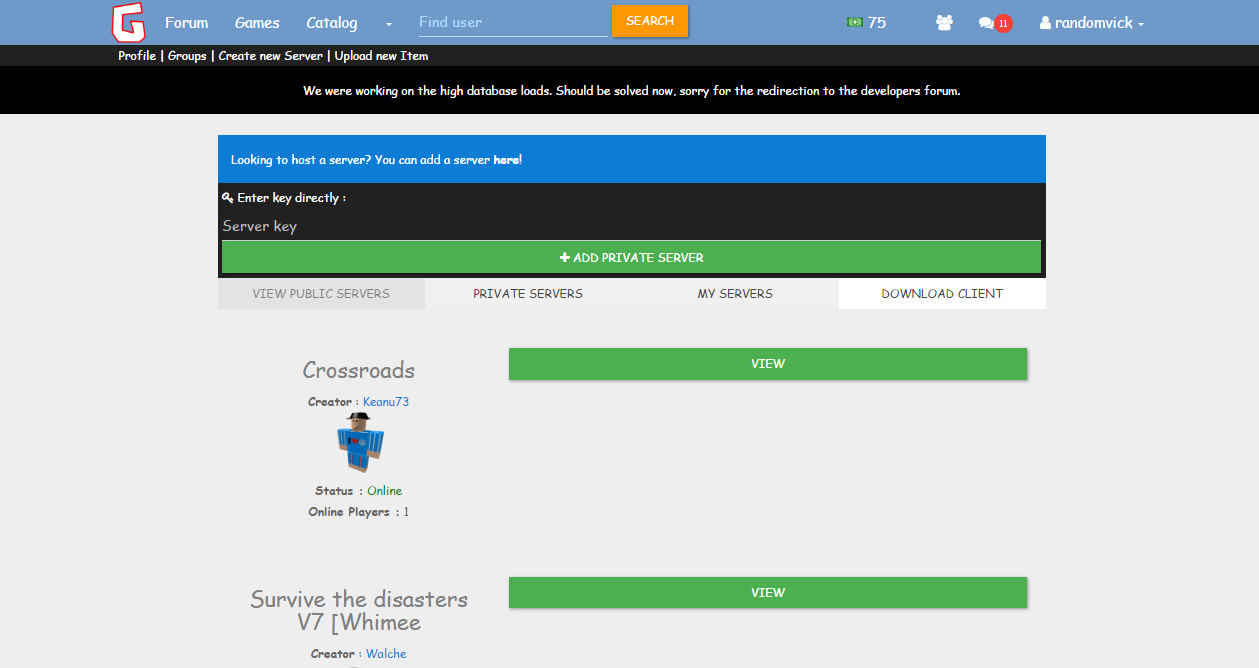 G Forum Games Catalog Find user SEARCH 75 11 randomvick
Profile | Groups | Create new Server | Upload new Item
We were working on the high database loads. Should be solved now, sorry for the redirection to the developers forum.
Looking to host a server? You can add a server here!
Enter key directly :
Server key
ADD PRIVATE SERVER
VIEW PUBLIC SERVERS PRIVATE SERVERS MY SERVERS DOWNLOAD CLIENT
Crossroads
VIEW
Creator : Keanu73
Status : Online
Online Players : 1
Survive the disasters
V7 [Whimee
VIEW
Creator : Walche